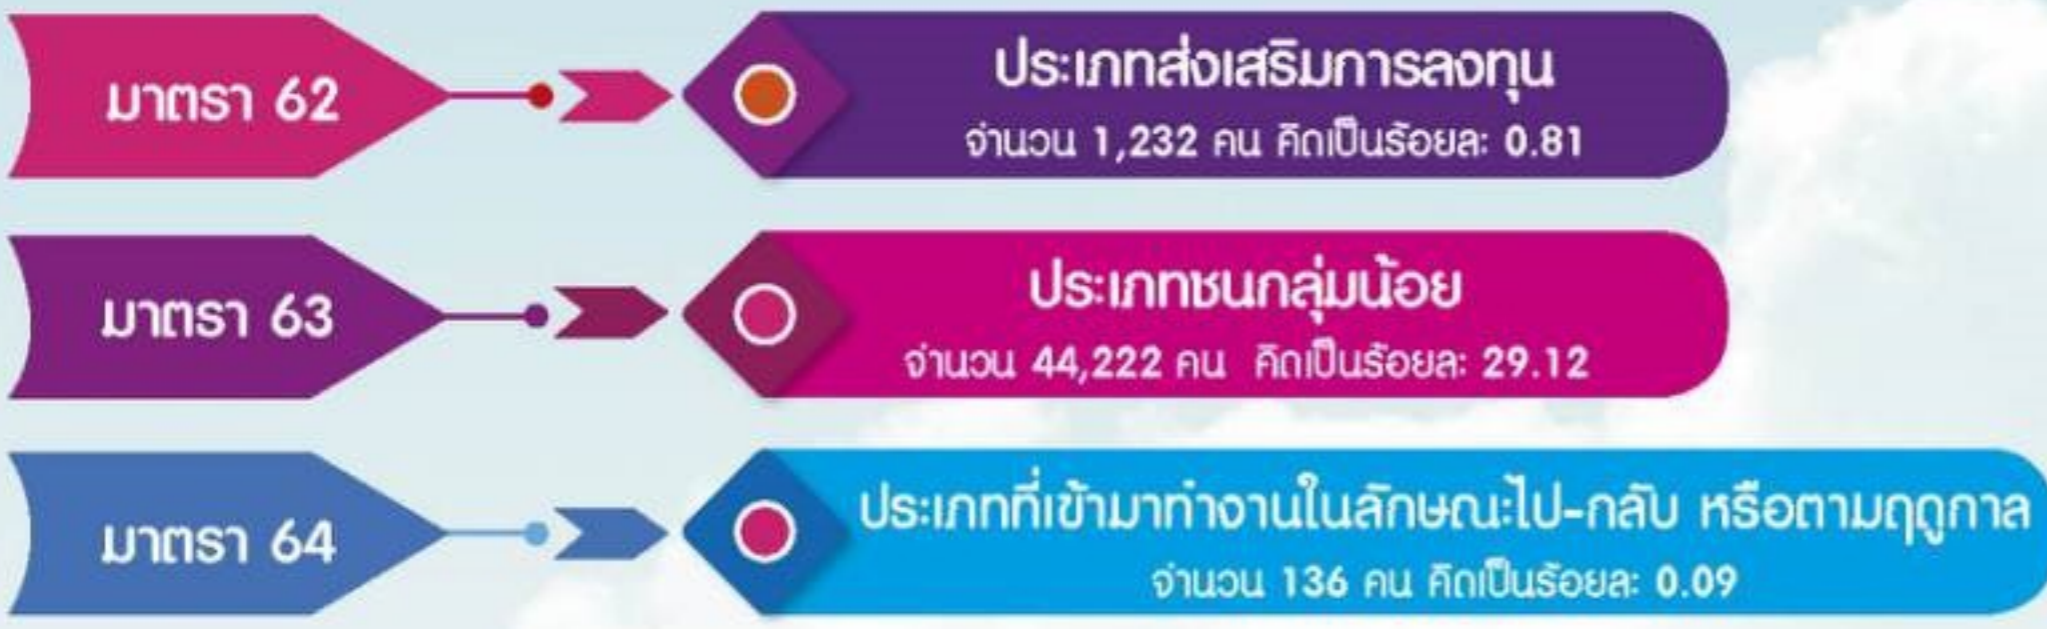 มาตรา 62
ประเภทส่งเสริมการลงทุน
จำนวน 1,232 คน คิดเป็นร้อยละ 0.81
มาตรา 63
ประเภทชนกลุ่มน้อย
จำนวน 44,222 คน คิดเป็นร้อยละ 29.12
มาตรา 64
ประเภทที่เข้ามาทำงานในลักษณะไป-กลับ หรือตามฤดูกาล
จำนวน 136 คน คิดเป็นร้อยละ 0.09